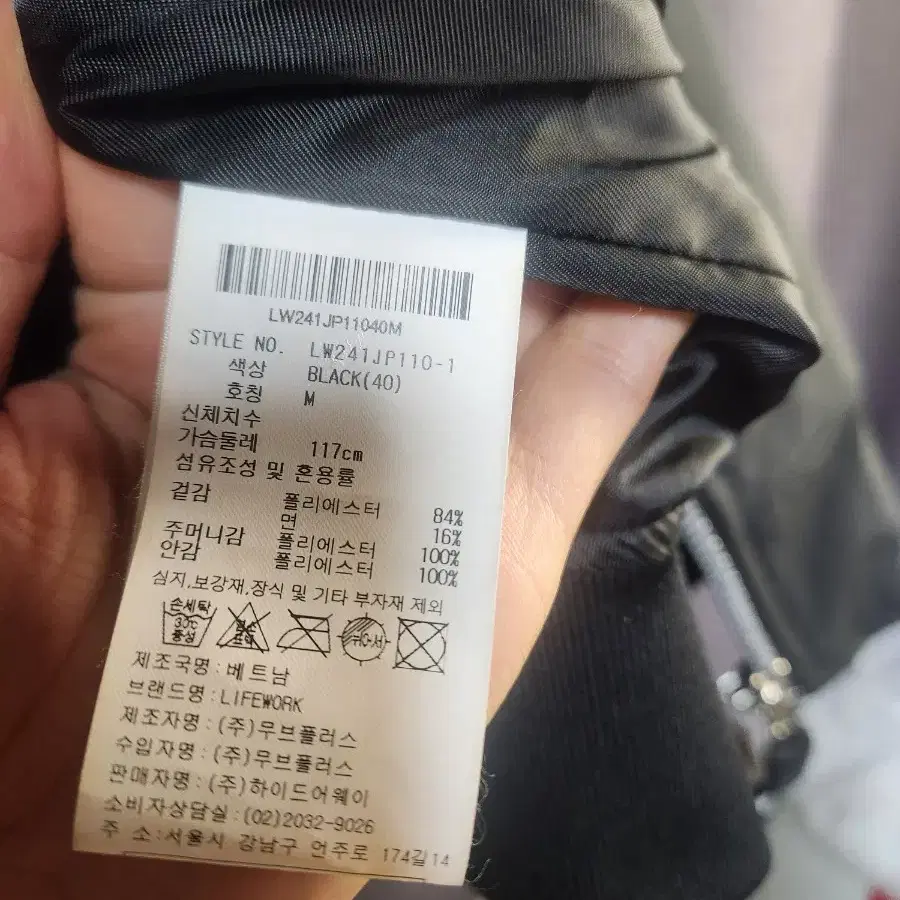 LW241JP11040M
STYLE NO. LW241JP110-1
색상 BLACK(40)
호칭 M
신체치수
가슴둘레 117cm
섬유조성 및 혼용률
겉감 폴리에스터 84%
면 16%
주머니감 폴리에스터 100%
안감 폴리에스터 100%
심지,보강재,장식 및 기타 부자재 제외
손세탁
30℃
중성
제조국명:베트남
브랜드명:LIFEWORK
제조자명:(주)무브플러스
수입자명:(주)무브플러스
판매자명:(주)하이드어웨이
소비자상담실:(02)2032-9026
주 소:서울시 강남구 언주로 174길14